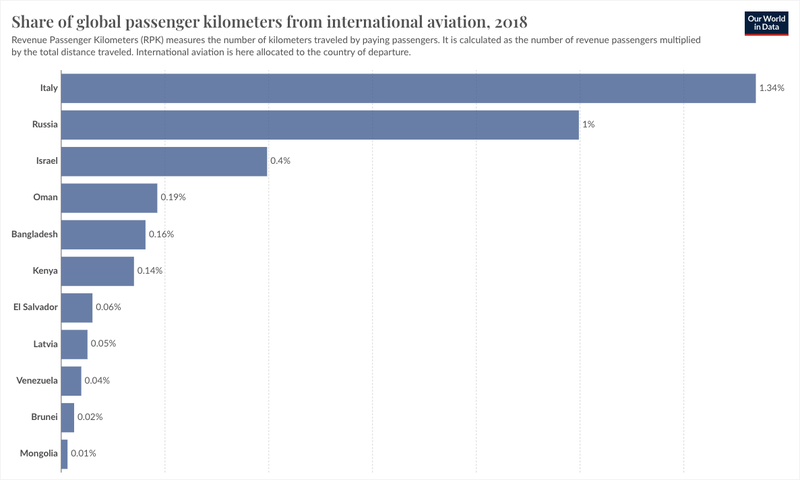 Share of global passenger kilometers from international aviation, 2018
Our World
in Data
Revenue Passenger Kilometers (RPK) measures the number of kilometers traveled by paying passengers. It is calculated as the number of revenue passengers multiplied
by the total distance traveled. International aviation is here allocated to the country of departure.
Italy 1.34%
Russia 1%
Israel 0.4%
Oman 0.19%
Bangladesh 0.16%
Kenya 0.14%
El Salvador 0.06%
Latvia 0.05%
Venezuela 0.04%
Brunei 0.02%
Mongolia 0.01%